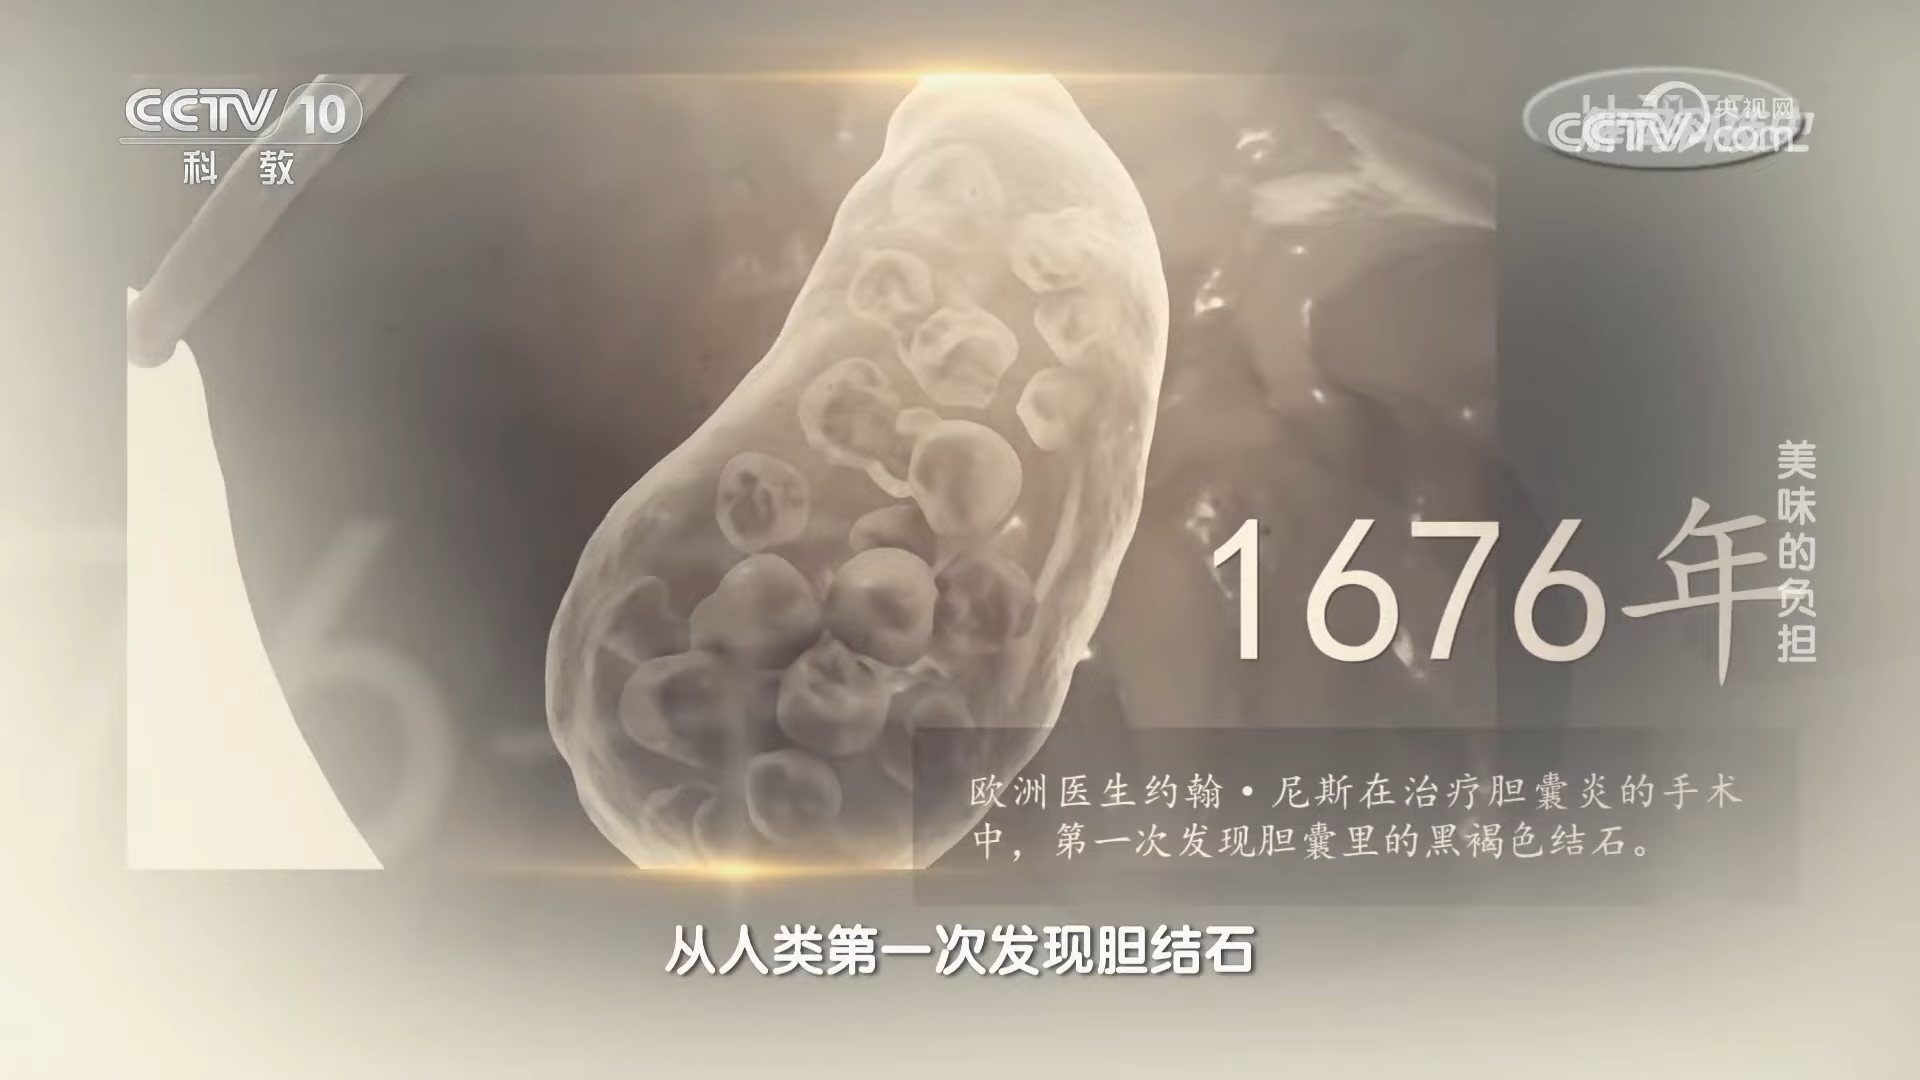 CCTV 10
科教
央视网
CCTV.com
美味的负担
1676年
欧洲医生约翰·尼斯在治疗胆囊炎的手术
中，第一次发现胆囊里的黑褐色结石。
从人类第一次发现胆结石